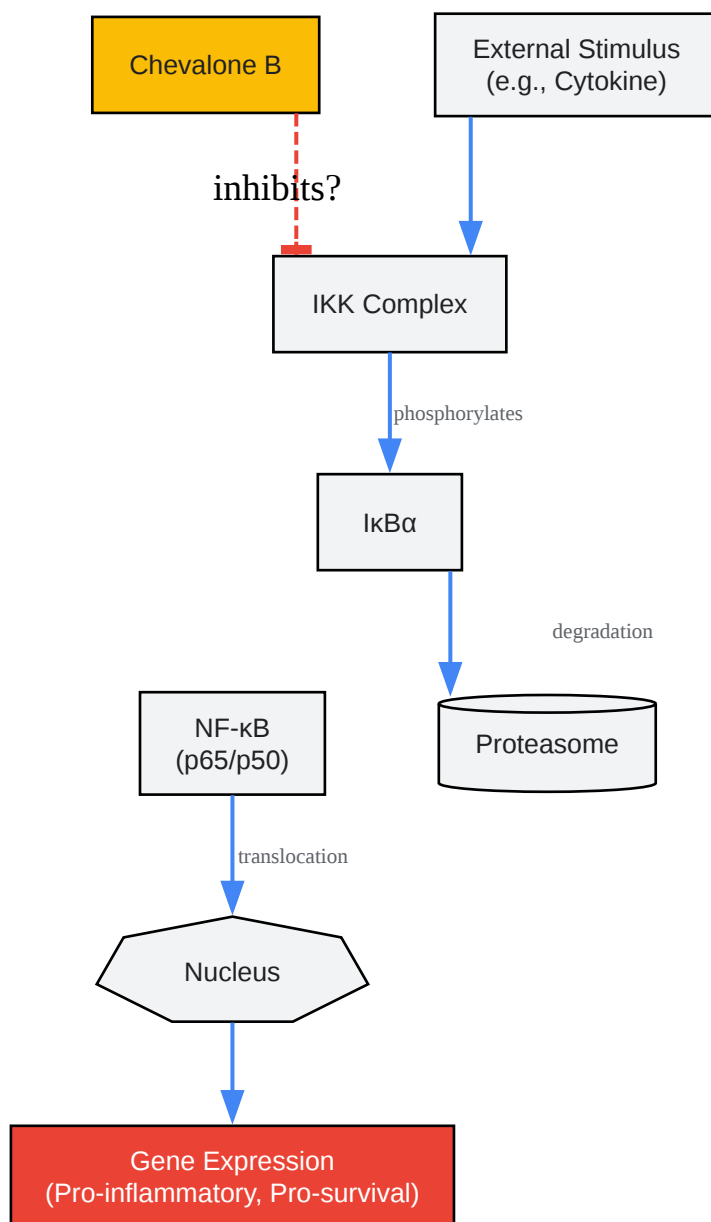 Chevalone B
External Stimulus
(e.g., Cytokine)
inhibits?
IKK Complex
phosphorylates
IκBα
degradation
NF-κB
(p65/p50)
Proteasome
translocation
Nucleus
Gene Expression
(Pro-inflammatory, Pro-survival)